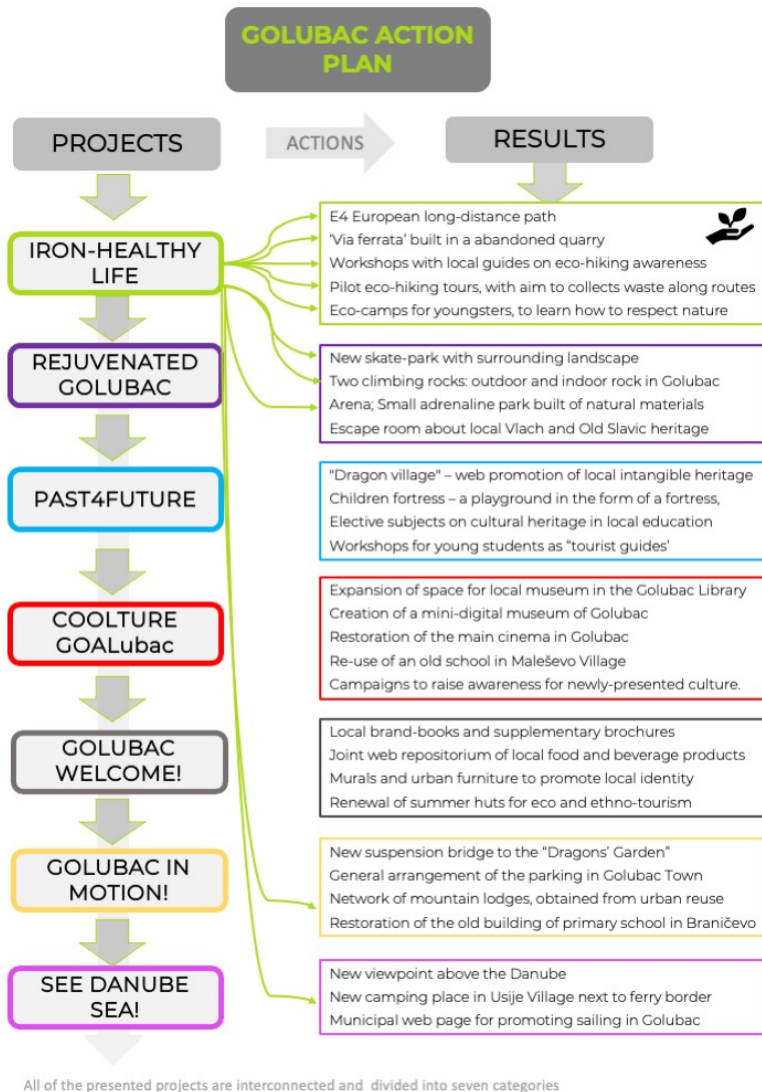 GOLUBAC ACTION
PLAN
PROJECTS
ACTIONS
RESULTS
IRON-HEALTHY
LIFE
E4 European long-distance path
‘Via ferrata’ built in a abandoned quarry
Workshops with local guides on eco-hiking awareness
Pilot eco-hiking tours, with aim to collects waste along routes
Eco-camps for youngsters, to learn how to respect nature
REJUVENATED
GOLUBAC
New skate-park with surrounding landscape
Two climbing rocks: outdoor and indoor rock in Golubac
Arena; Small adrenaline park built of natural materials
Escape room about local Vlach and Old Slavic heritage
PAST4FUTURE
"Dragon village" – web promotion of local intangible heritage
Children fortress – a playground in the form of a fortress,
Elective subjects on cultural heritage in local education
Workshops for young students as “tourist guides’
COOLTURE
GOALubac
Expansion of space for local museum in the Golubac Library
Creation of a mini-digital museum of Golubac
Restoration of the main cinema in Golubac
Re-use of an old school in Maleševo Village
Campaigns to raise awareness for newly-presented culture.
GOLUBAC
WELCOME!
Local brand-books and supplementary brochures
Joint web repositorium of local food and beverage products
Murals and urban furniture to promote local identity
Renewal of summer huts for eco and ethno-tourism
GOLUBAC IN
MOTION!
New suspension bridge to the “Dragons’ Garden”
General arrangement of the parking in Golubac Town
Network of mountain lodges, obtained from urban reuse
Restoration of the old building of primary school in Braničevo
SEE DANUBE
SEA!
New viewpoint above the Danube
New camping place in Usije Village next to ferry border
Municipal web page for promoting sailing in Golubac
All of the presented projects are interconnected and divided into seven categories